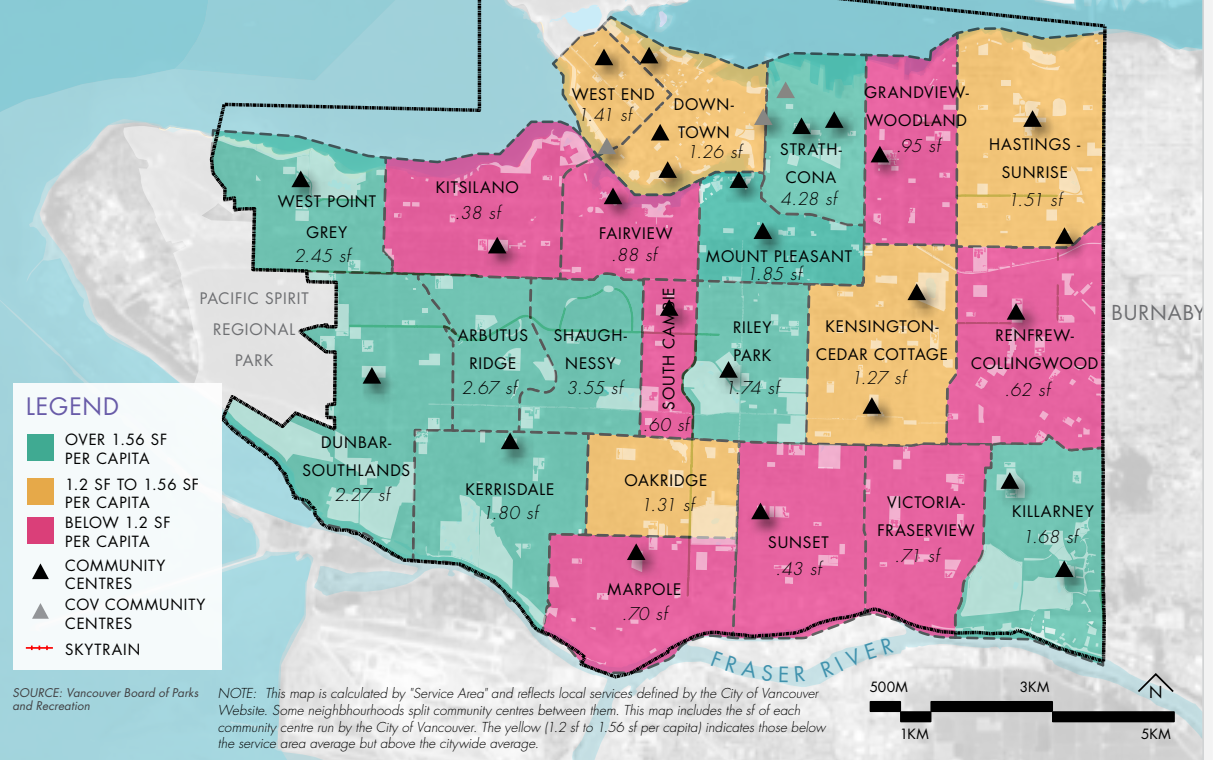 WEST END
1.41 sf
DOWN-
TOWN
1.26 sf
STRATH-
CONA
4.28 sf
GRANDVIEW-
WOODLAND
.95 sf
HASTINGS -
SUNRISE
1.51 sf
WEST POINT
GREY
2.45 sf
KITSILANO
.38 sf
FAIRVIEW
.88 sf
MOUNT PLEASANT
1.85 sf
PACIFIC SPIRIT
REGIONAL
PARK
ARBUTUS
RIDGE
2.67 sf
SHAUGH-
NESSY
3.55 sf
SOUTH CAMBIE
.60 sf
RILEY
PARK
1.74 sf
KENSINGTON-
CEDAR COTTAGE
1.27 sf
RENFREW-
COLLINGWOOD
.62 sf
BURNABY
DUNBAR-
SOUTHLANDS
2.27 sf
KERRISDALE
1.80 sf
OAKRIDGE
1.31 sf
MARPOLE
.70 sf
SUNSET
.43 sf
VICTORIA-
FRASERVIEW
.71 sf
KILLARNEY
1.68 sf
FRASER RIVER
LEGEND
OVER 1.56 SF
PER CAPITA
1.2 SF TO 1.56 SF
PER CAPITA
BELOW 1.2 SF
PER CAPITA
COMMUNITY
CENTRES
COV COMMUNITY
CENTRES
SKYTRAIN
SOURCE: Vancouver Board of Parks
and Recreation
NOTE: This map is calculated by "Service Area" and reflects local services defined by the City of Vancouver
Website. Some neighbhourhoods split community centres between them. This map includes the sf of each
community centre run by the City of Vancouver. The yellow (1.2 sf to 1.56 sf per capita) indicates those below
the service area average but above the citywide average.
500M
3KM
1KM
5KM
N